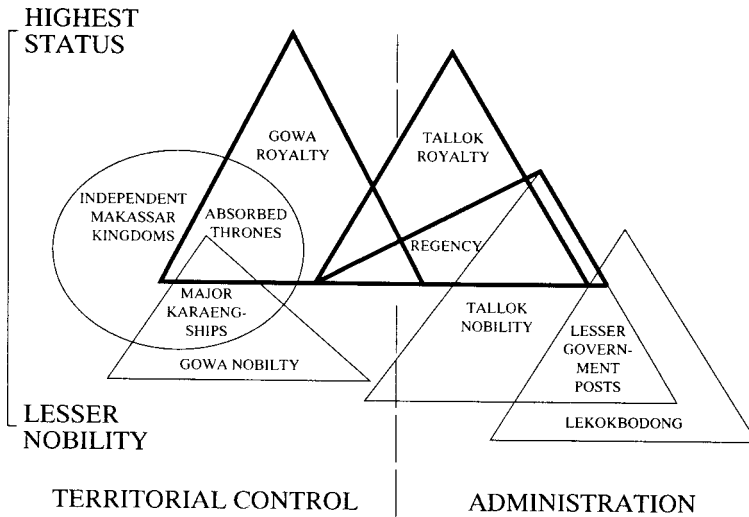 HIGHEST
STATUS
GOWA
ROYALTY
TALLOK
ROYALTY
INDEPENDENT
MAKASSAR
KINGDOMS
ABSORBED
THRONES
REGENCY
MAJOR
KARAENG-
SHIPS
TALLOK
NOBILITY
LESSER
GOVERN-
MENT
POSTS
GOWA NOBILTY
LESSER
NOBILITY
LEKOKBODONG
TERRITORIAL CONTROL
ADMINISTRATION